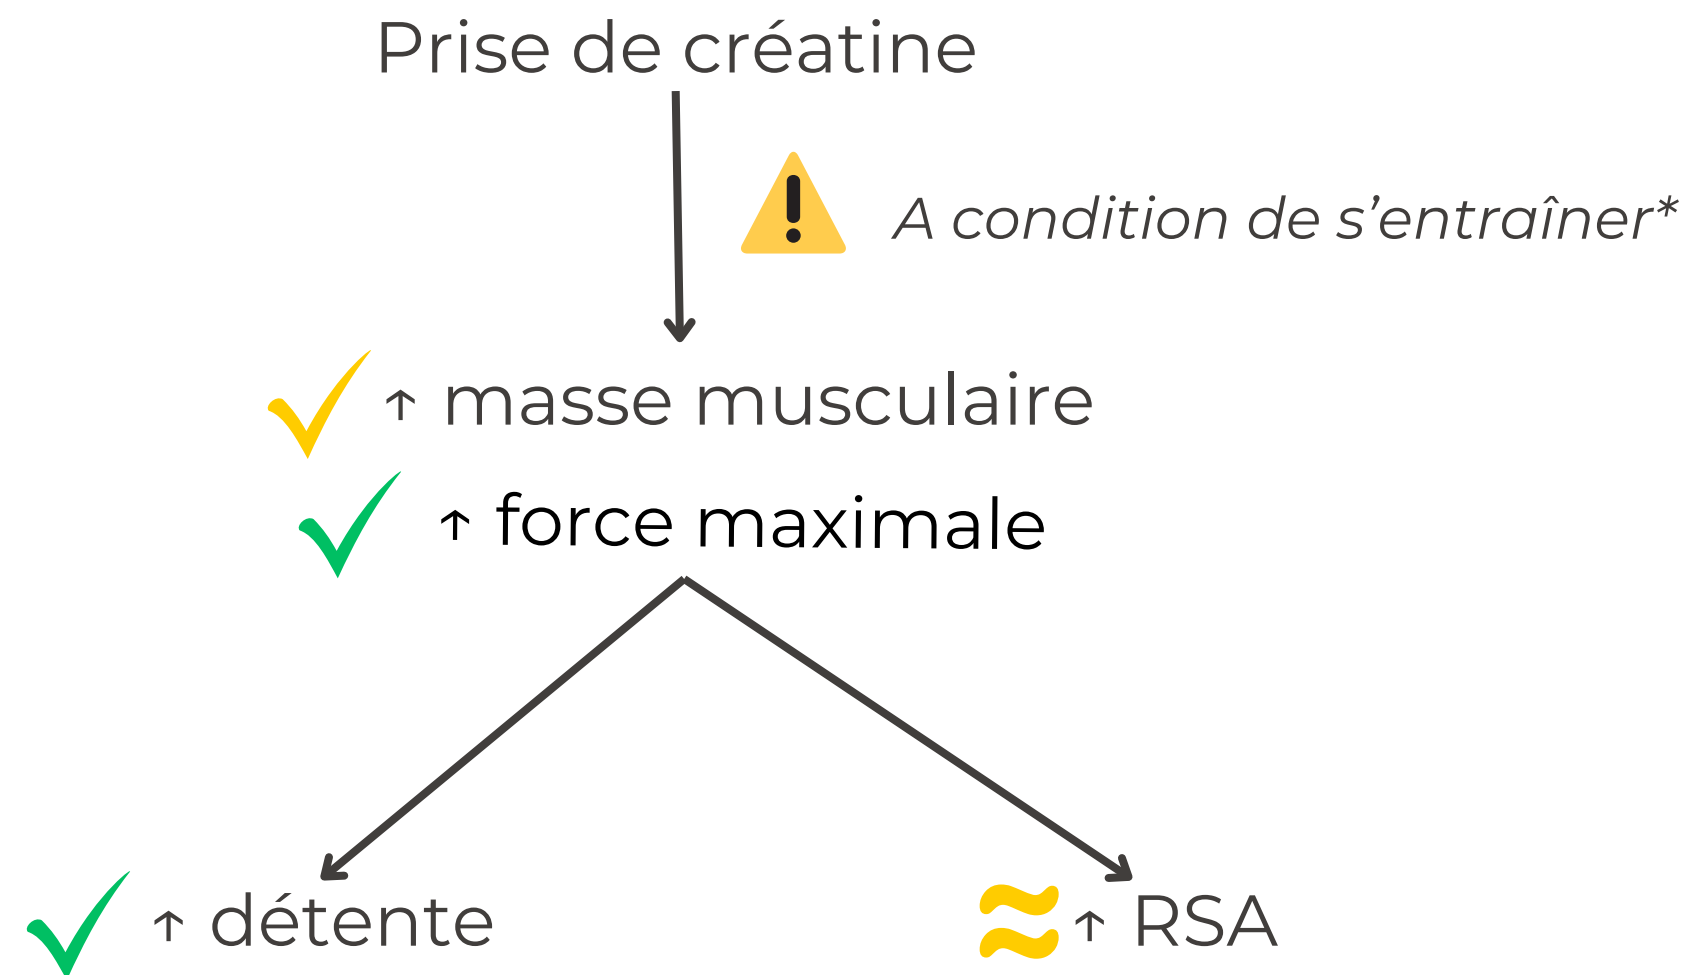 Prise de créatine
A condition de s’entraîner*
↑ masse musculaire
↑ force maximale
↑ détente
≈ ↑ RSA